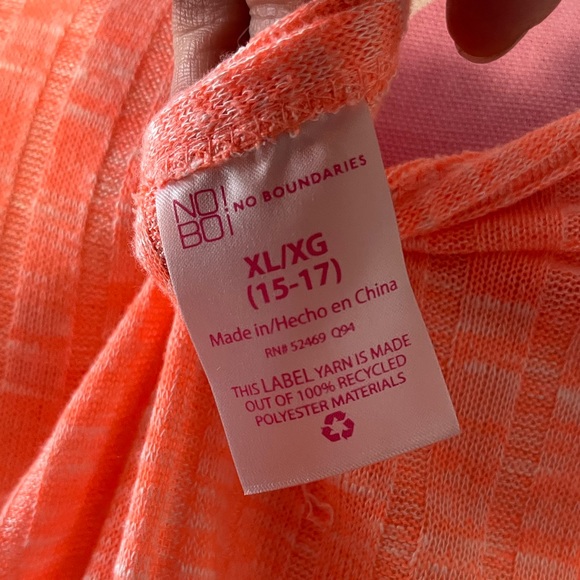 NO!
BO! NO BOUNDARIES
XL/XG
(15-17)
Made in/Hecho en China
RN# 52469 Q94
THIS LABEL YARN IS MADE
OUT OF 100% RECYCLED
POLYESTER MATERIALS